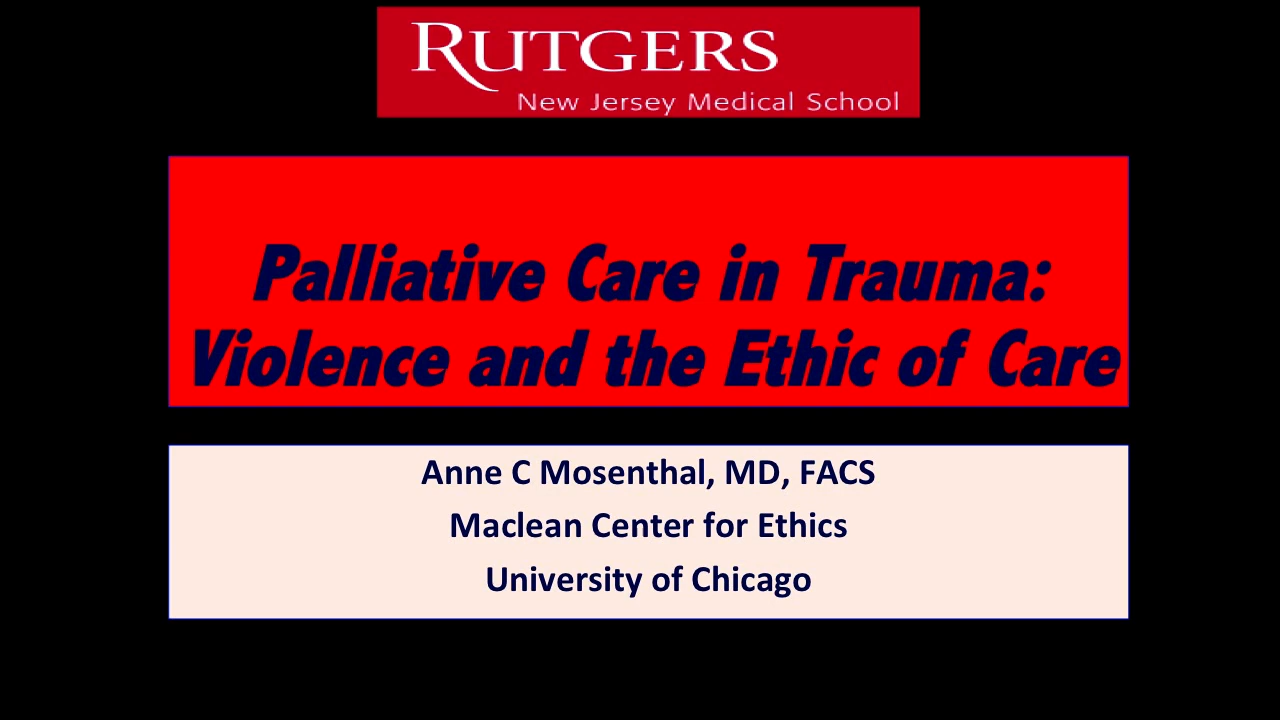 RUTGERS
New Jersey Medical School
Palliative Care in Trauma:
Violence and the Ethic of Care
Anne C Mosenthal, MD, FACS
Maclean Center for Ethics
University of Chicago